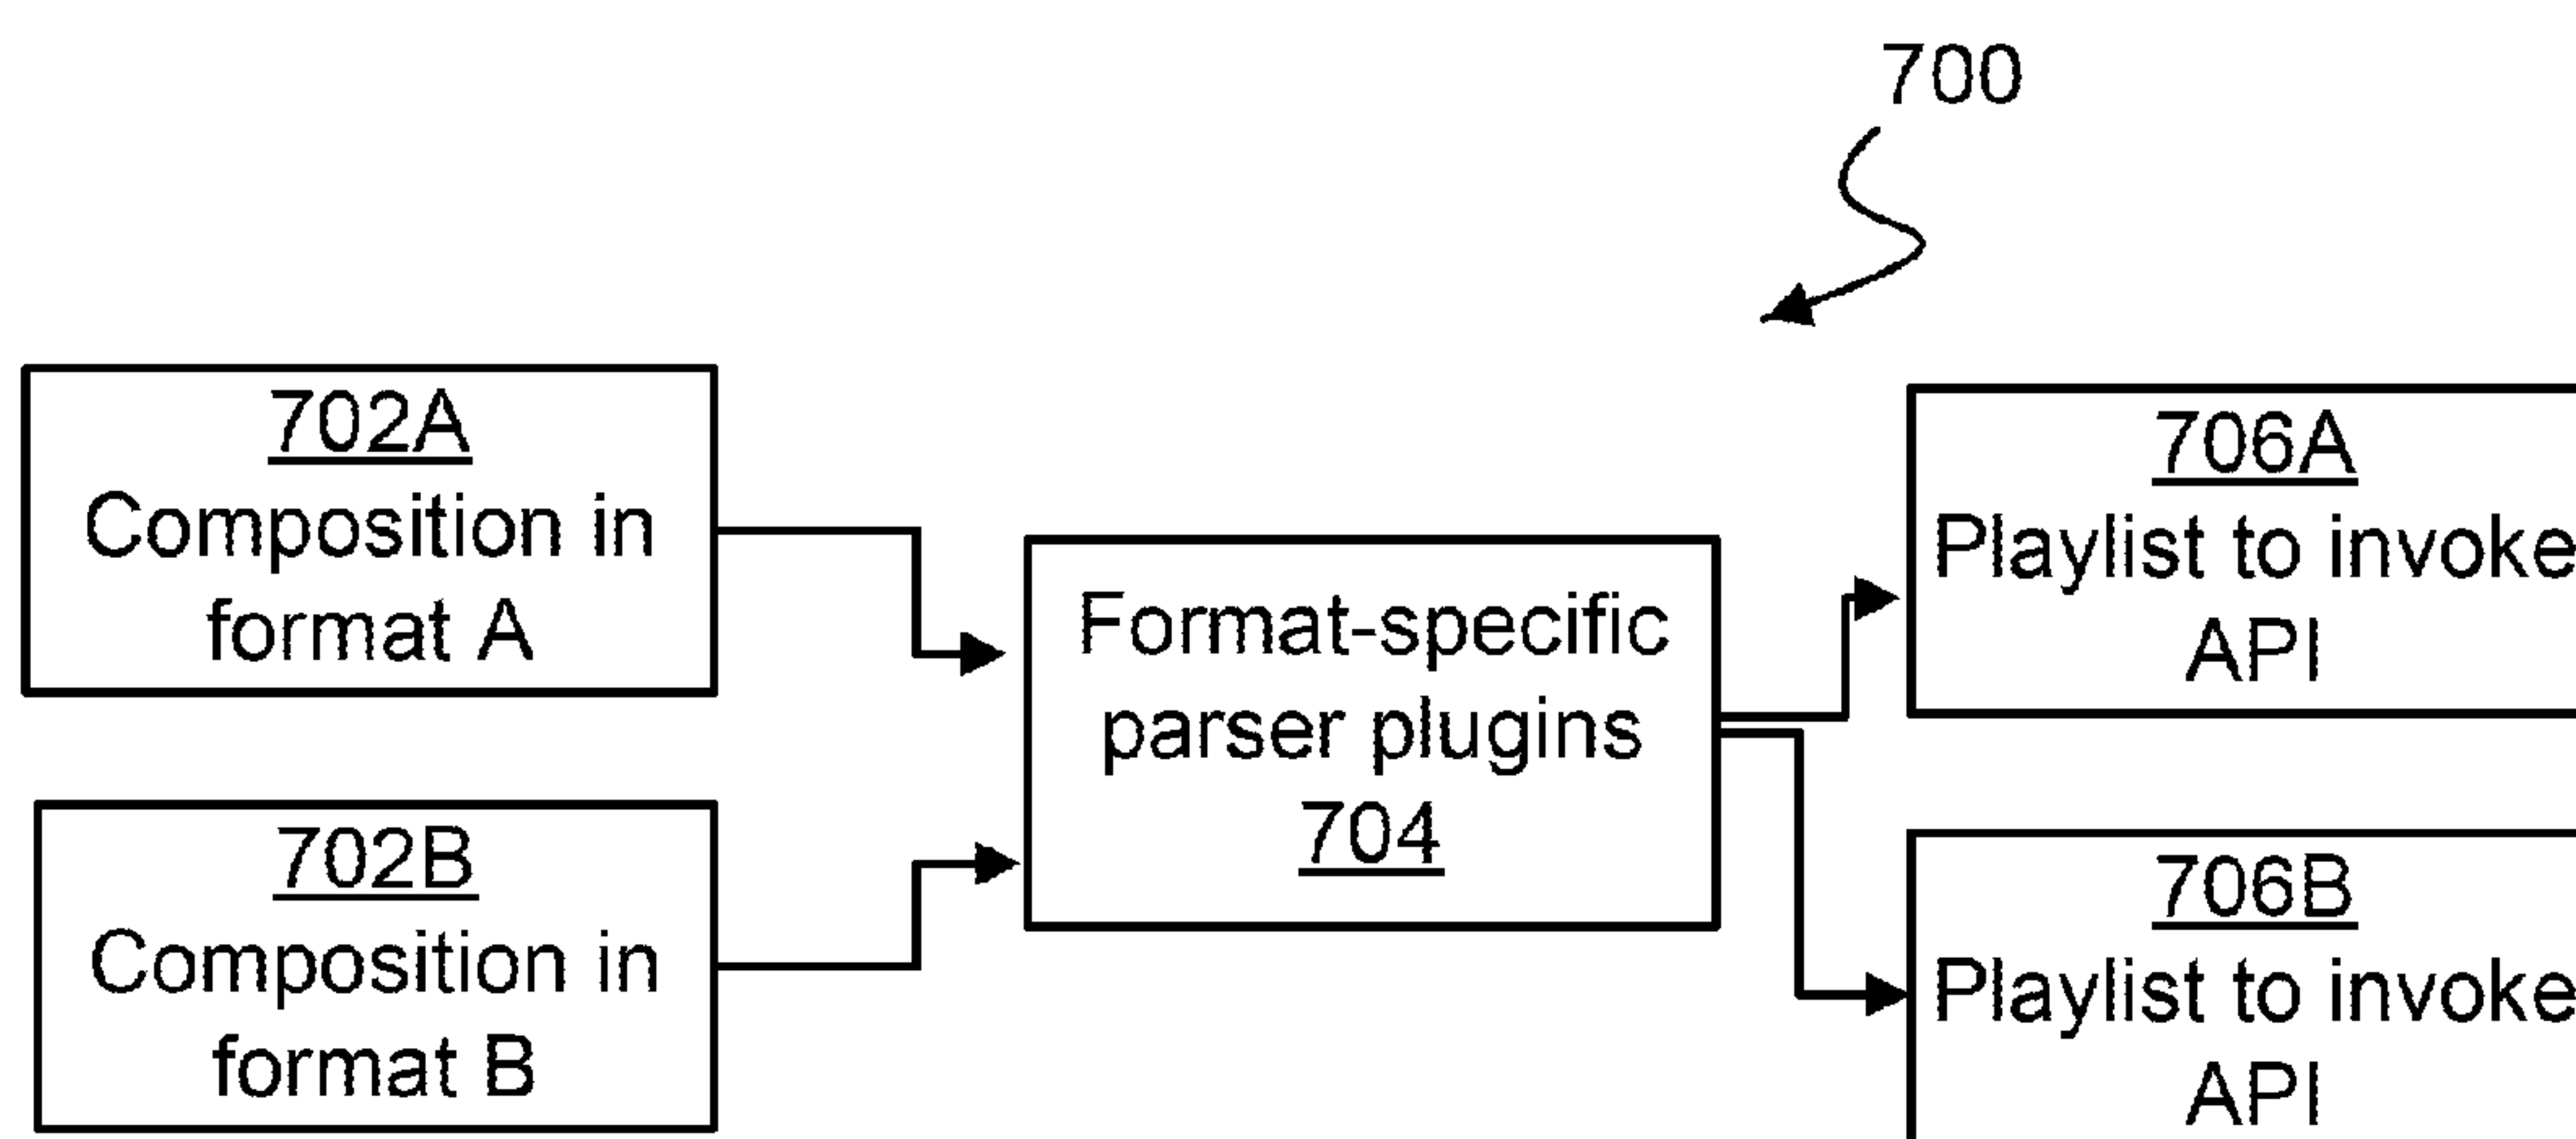 700
702A
Composition in
format A
702B
Composition in
format B
Format-specific
parser plugins
704
706A
Playlist to invoke
API
706B
Playlist to invoke
API